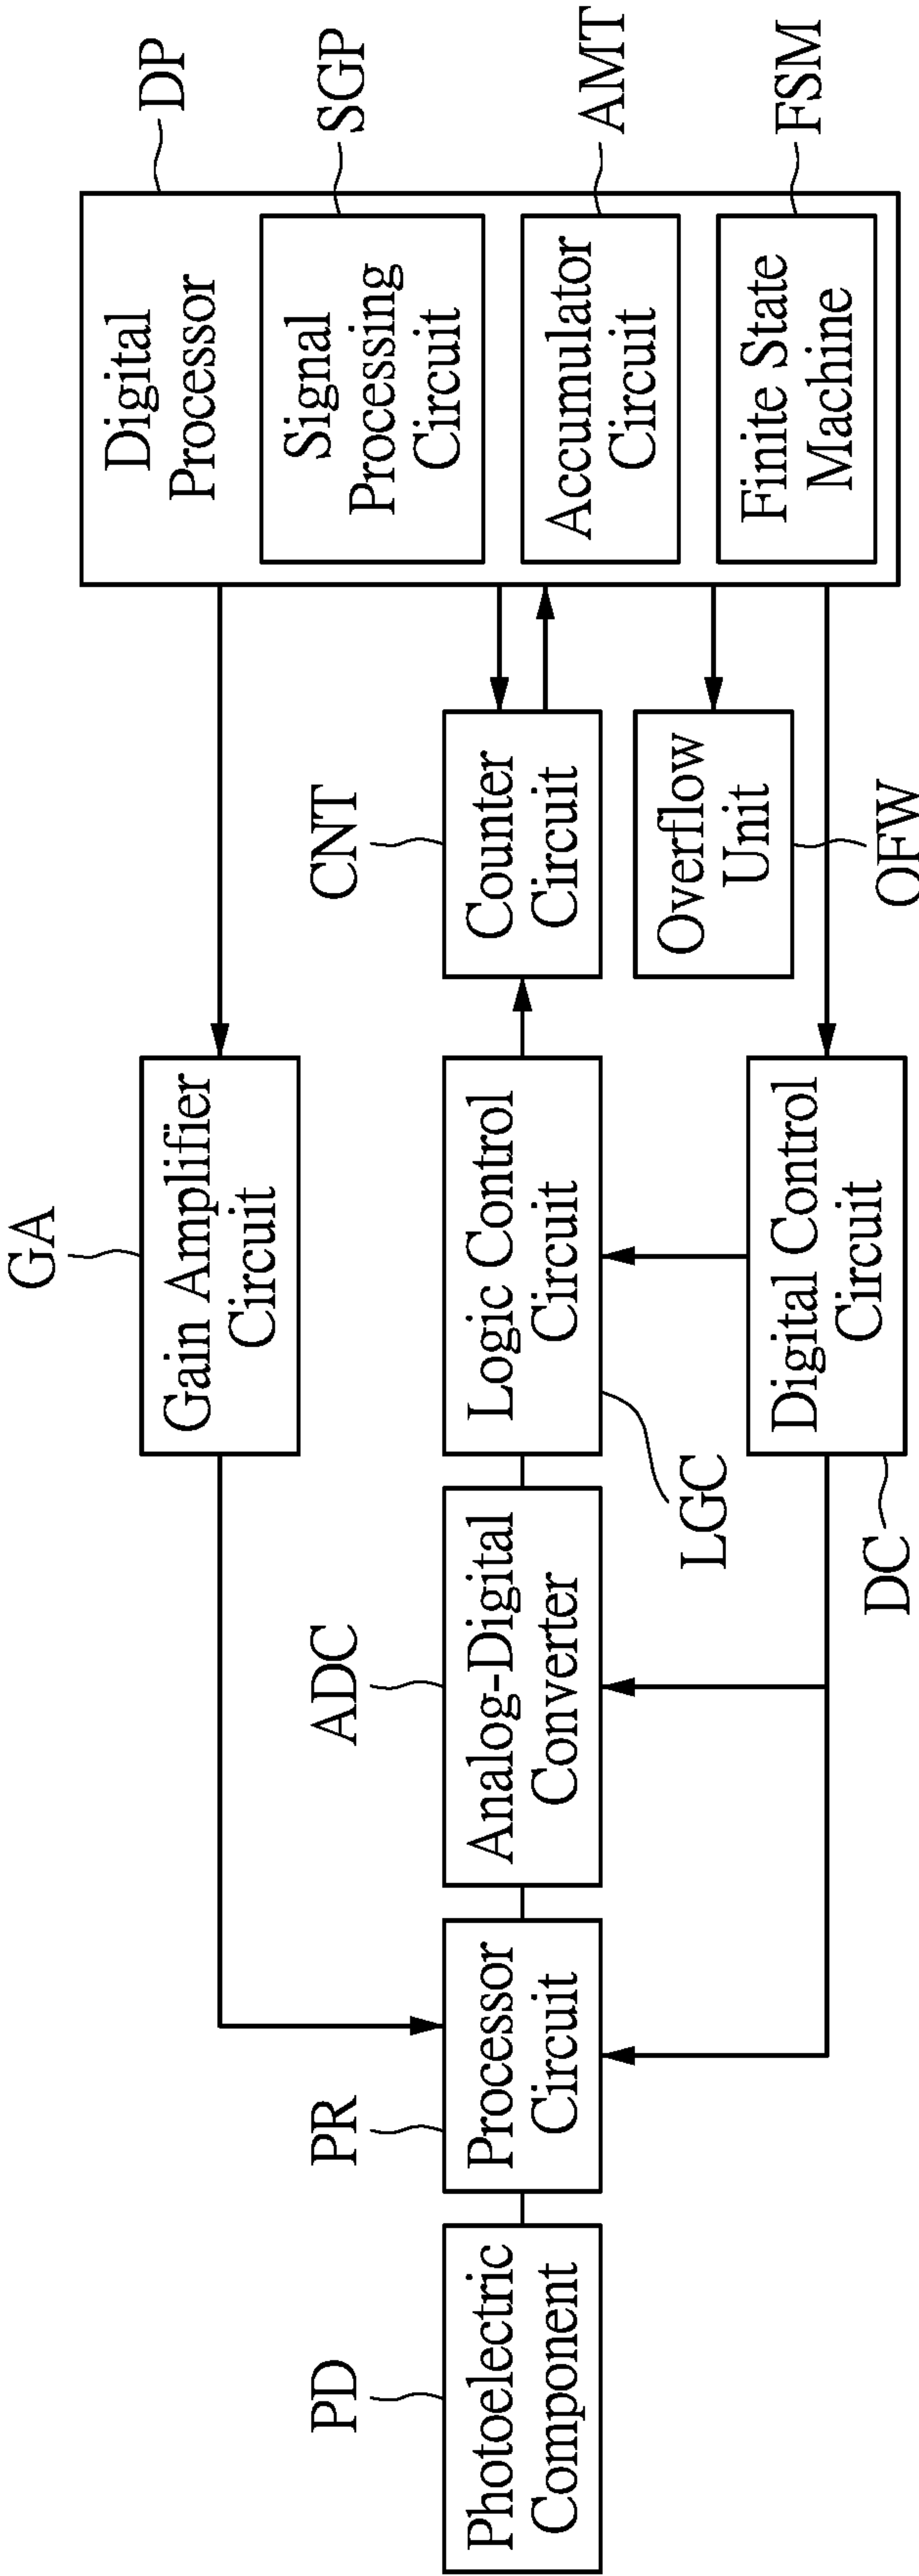 GA
Gain Amplifier
Circuit
Digital
Processor
DP
Signal
Processing
Circuit
SGP
PD
Photoelectric
Component
PR
Processor
Circuit
ADC
Analog-Digital
Converter
Logic Control
Circuit
LGC
CNT
Counter
Circuit
Accumulator
Circuit
AMT
Overflow
Unit
OFW
Finite State
Machine
FSM
Digital Control
Circuit
DC